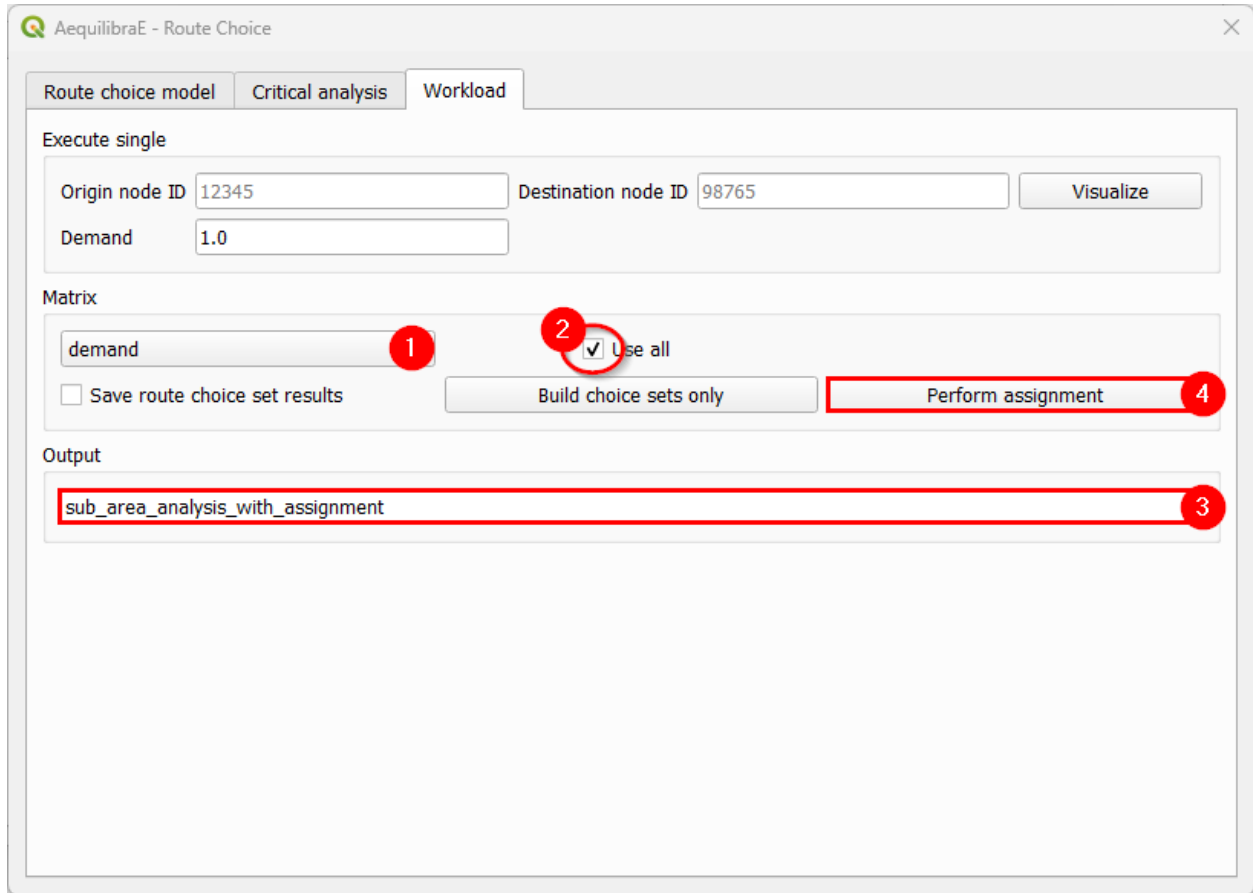 AequilibraE - Route Choice
Route choice model Critical analysis Workload
Execute single
Origin node ID 12345 Destination node ID 98765 Visualize
Demand 1.0
Matrix
demand 1 2 Use all
Save route choice set results Build choice sets only Perform assignment 4
Output
sub_area_analysis_with_assignment 3